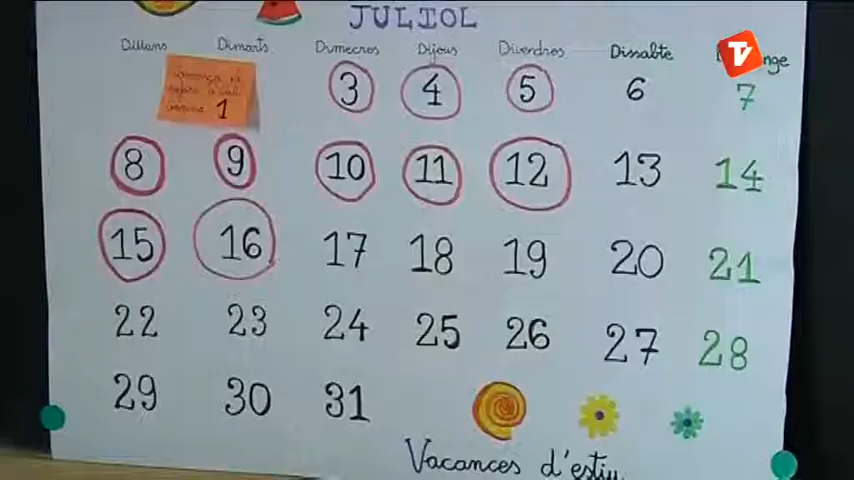 JULIOL
Dilluns Dimarts Dimecres Dijous Divendres Dissabte
TV
1 3 4 5 6 7
8 9 10 11 12 13 14
15 16 17 18 19 20 21
22 23 24 25 26 27 28
29 30 31
Vacances d'estiu